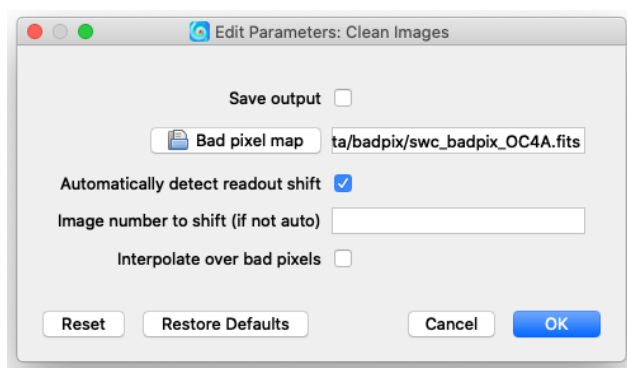 Edit Parameters: Clean Images
Save output
Bad pixel map ta/badpix/swc_badpix_OC4A.fits
Automatically detect readout shift
Image number to shift (if not auto)
Interpolate over bad pixels
Reset Restore Defaults Cancel OK